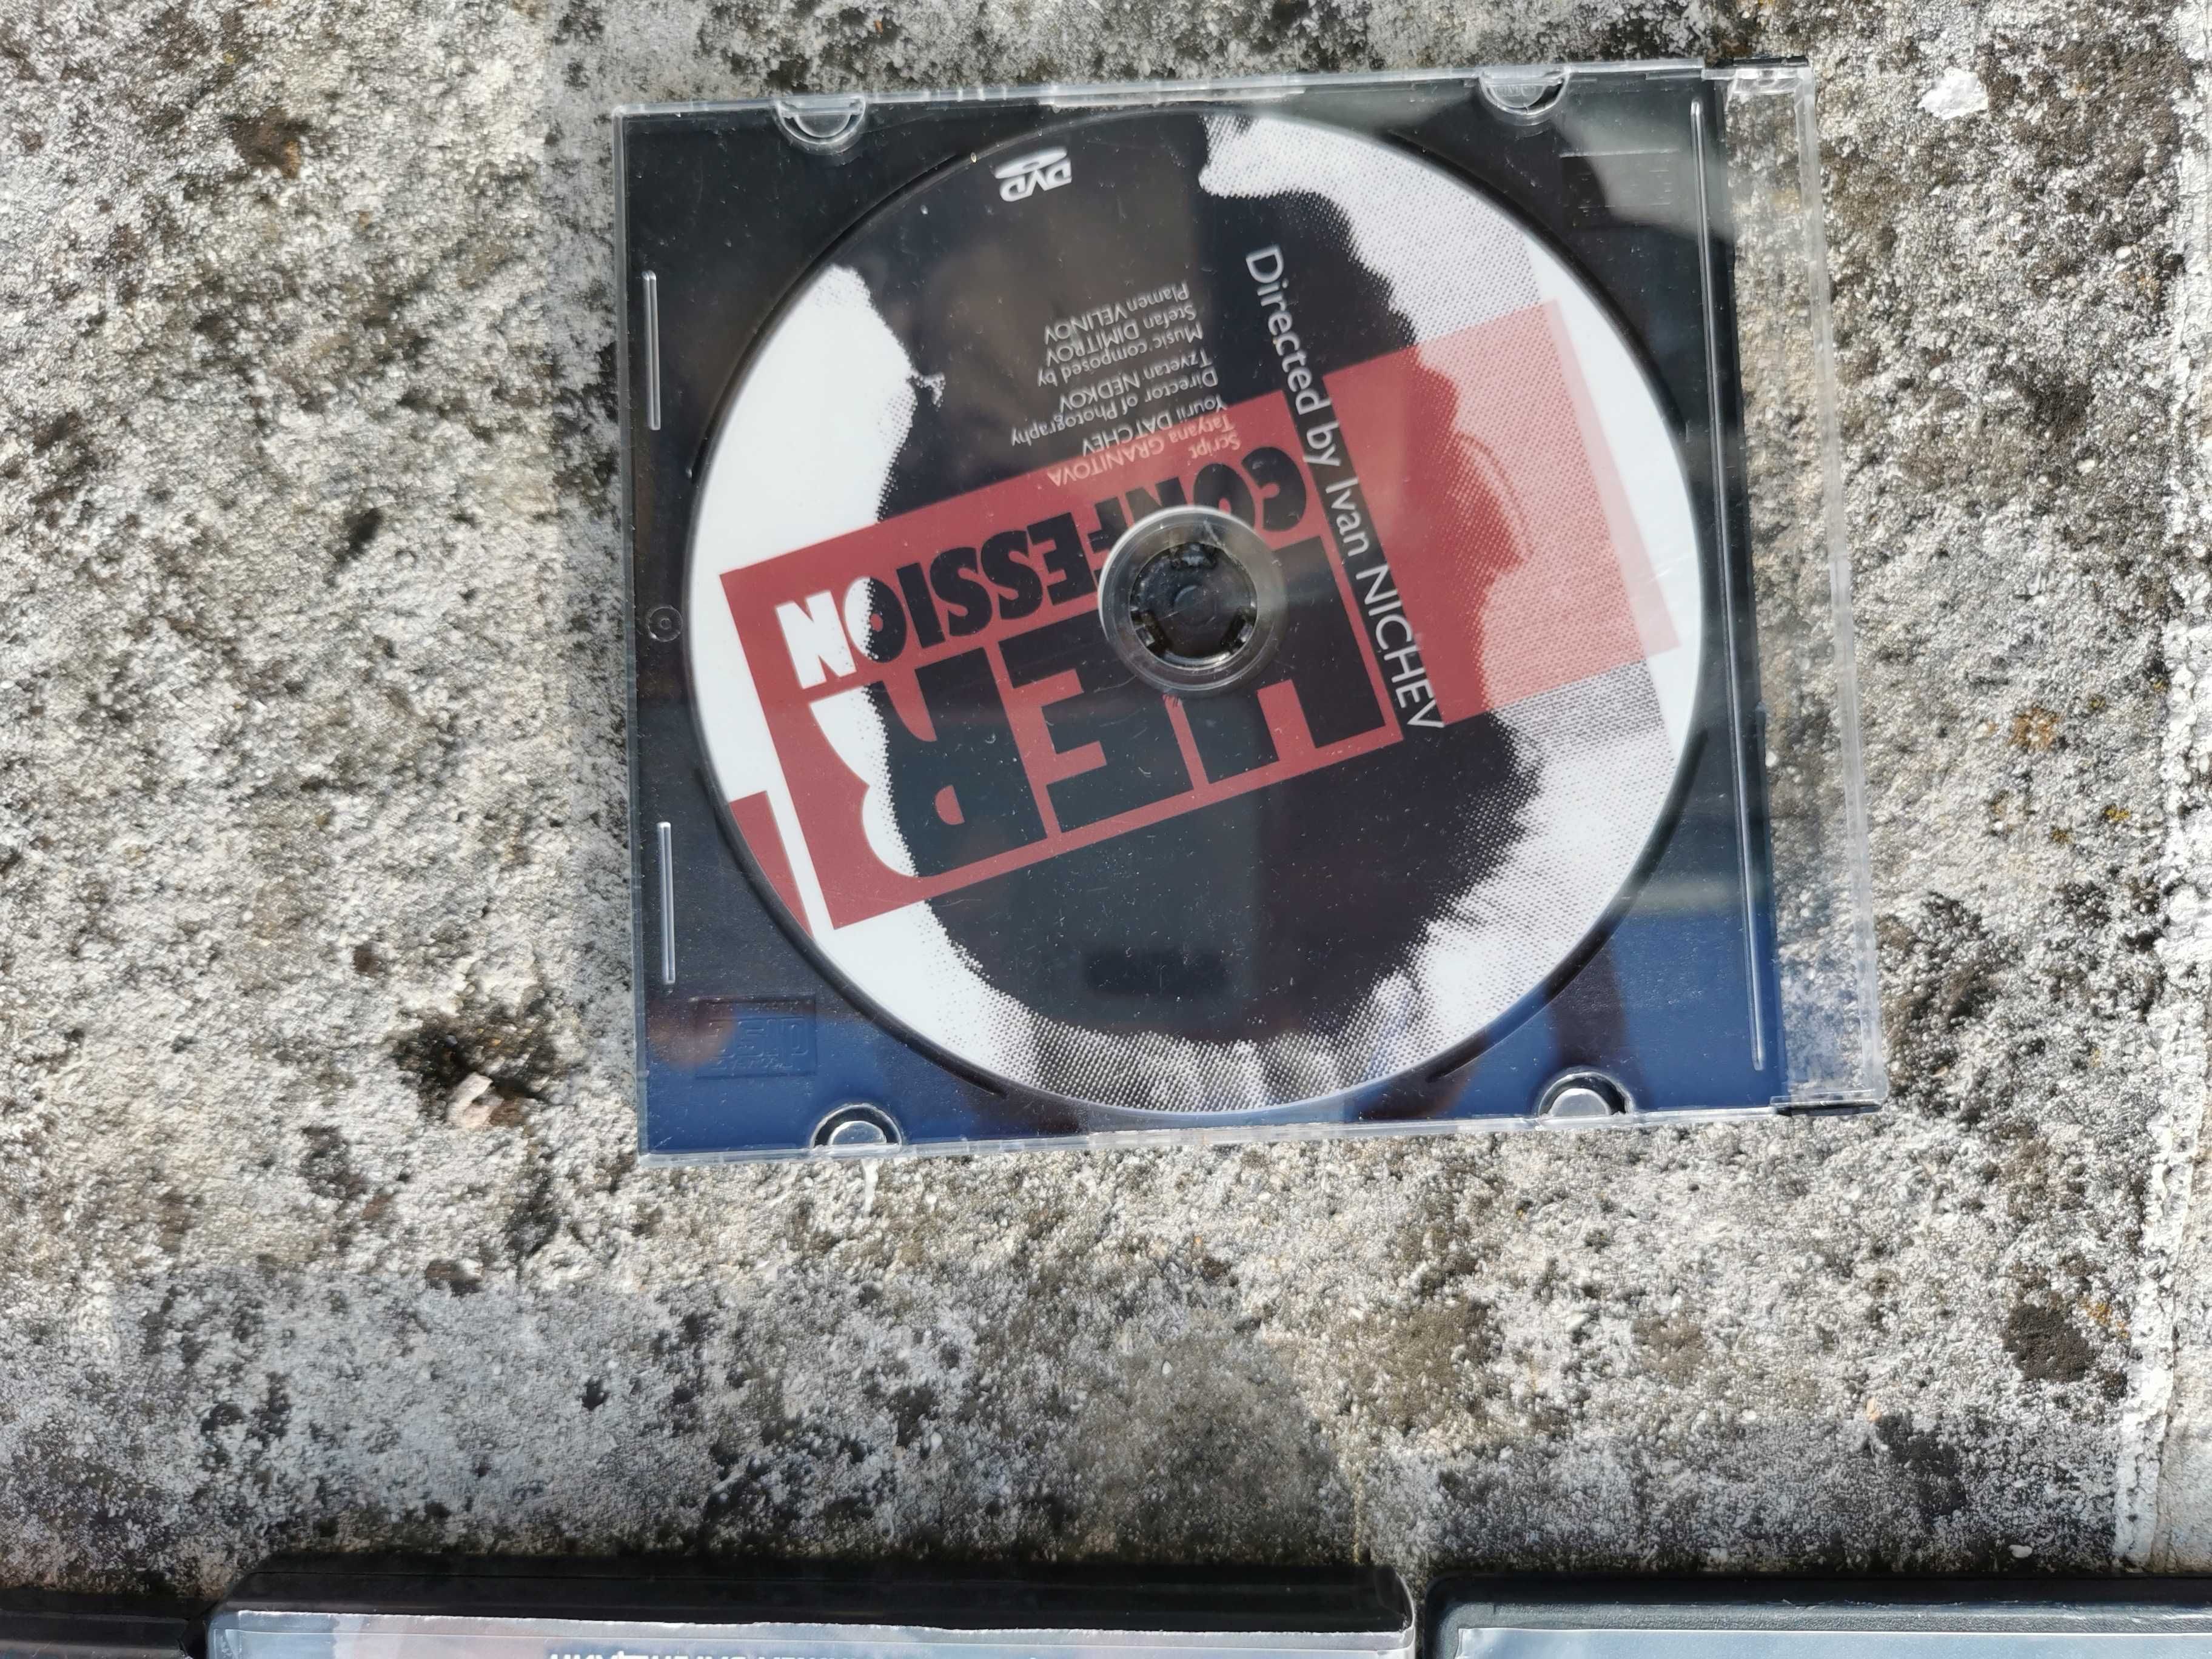 Directed by Ivan NICHEV
HER
CONFESSION
Script
Tatyana GRANITOVA
Yourii DATCHEV
Director of Photography
Tzvetan NEDKOV
Music composed by
Stefan DIMITROV
Plamen VELINOV
DVD